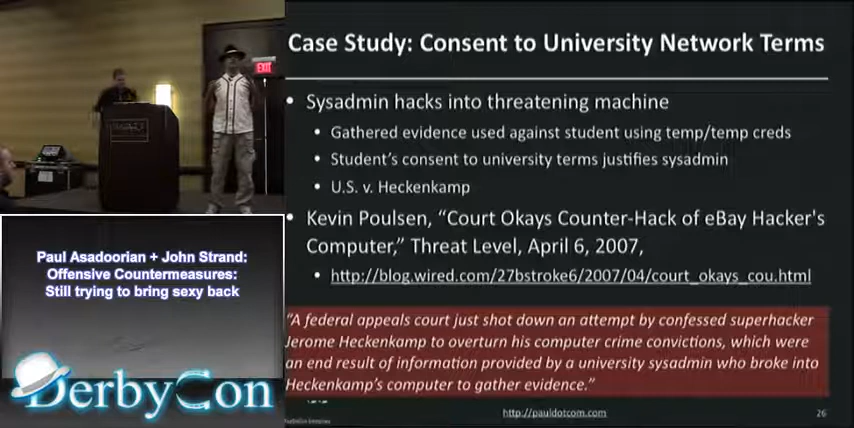 Case Study: Consent to University Network Terms
EXIT
• Sysadmin hacks into threatening machine
• Gathered evidence used against student using temp/temp creds
• Student's consent to university terms justifies sysadmin
• U.S. v. Heckenkamp
• Kevin Poulsen, "Court Okays Counter-Hack of eBay Hacker's
Computer," Threat Level, April 6, 2007,
• http://blog.wired.com/27bstroke6/2007/04/court_okays_cou.html
"A federal appeals court just shot down an attempt by confessed superhacker
Jerome Heckenkamp to overturn his computer crime convictions, which were
an end result of information provided by a university sysadmin who broke into
Heckenkamp's computer to gather evidence."
http://pauldotcom.com
26
Paul Asadoorian + John Strand:
Offensive Countermeasures:
Still trying to bring sexy back
DerbyCon